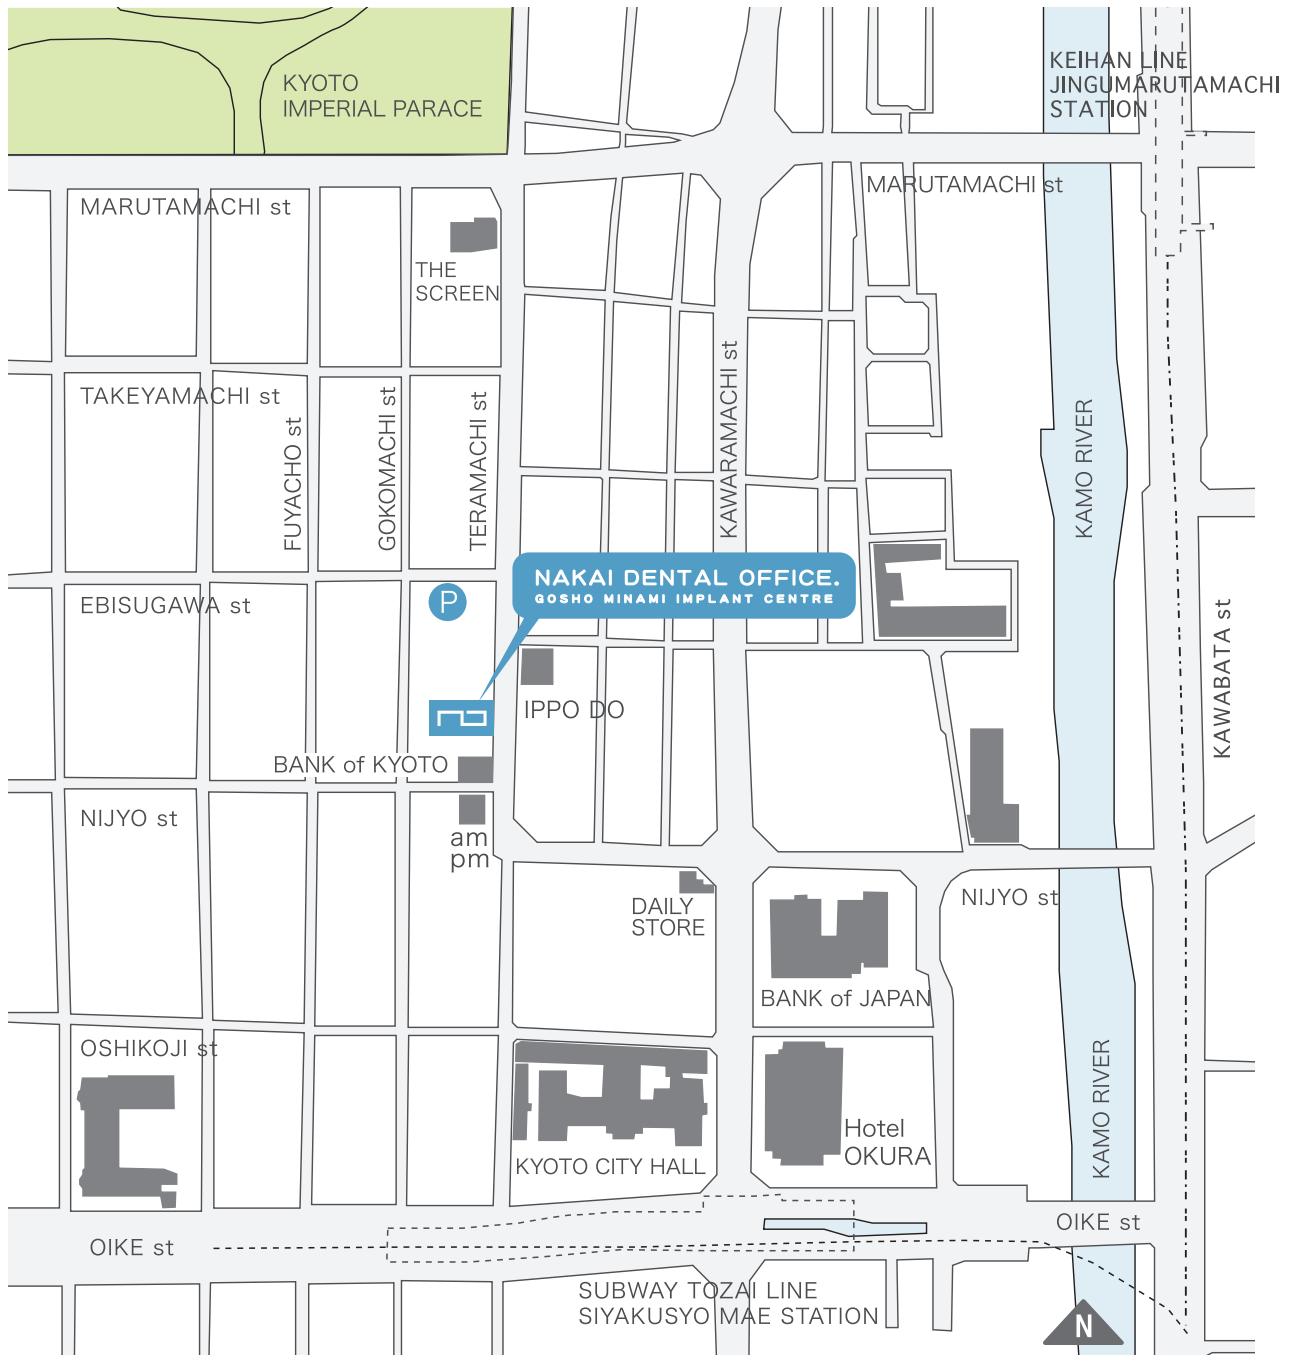 KEIHAN LINE
JINGUMARUTAMACHI
STATION
KYOTO
IMPERIAL PARACE
MARUTAMACHI st
MARUTAMACHI st
THE
SCREEN
TAKEYAMACHI st
FUYACHO st
GOKOMACHI st
TERAMACHI st
KAWARAMACHI st
KAMO RIVER
NAKAI DENTAL OFFICE.
GOSHO MINAMI IMPLANT CENTRE
P
EBISUGAWA st
KAWABATA st
IPPO DO
BANK of KYOTO
NIJYO st
am
pm
DAILY
STORE
NIJYO st
BANK of JAPAN
OSHIKOJI st
KAMO RIVER
Hotel
OKURA
KYOTO CITY HALL
OIKE st
OIKE st
SUBWAY TOZAI LINE
SIYAKUSYO MAE STATION
N